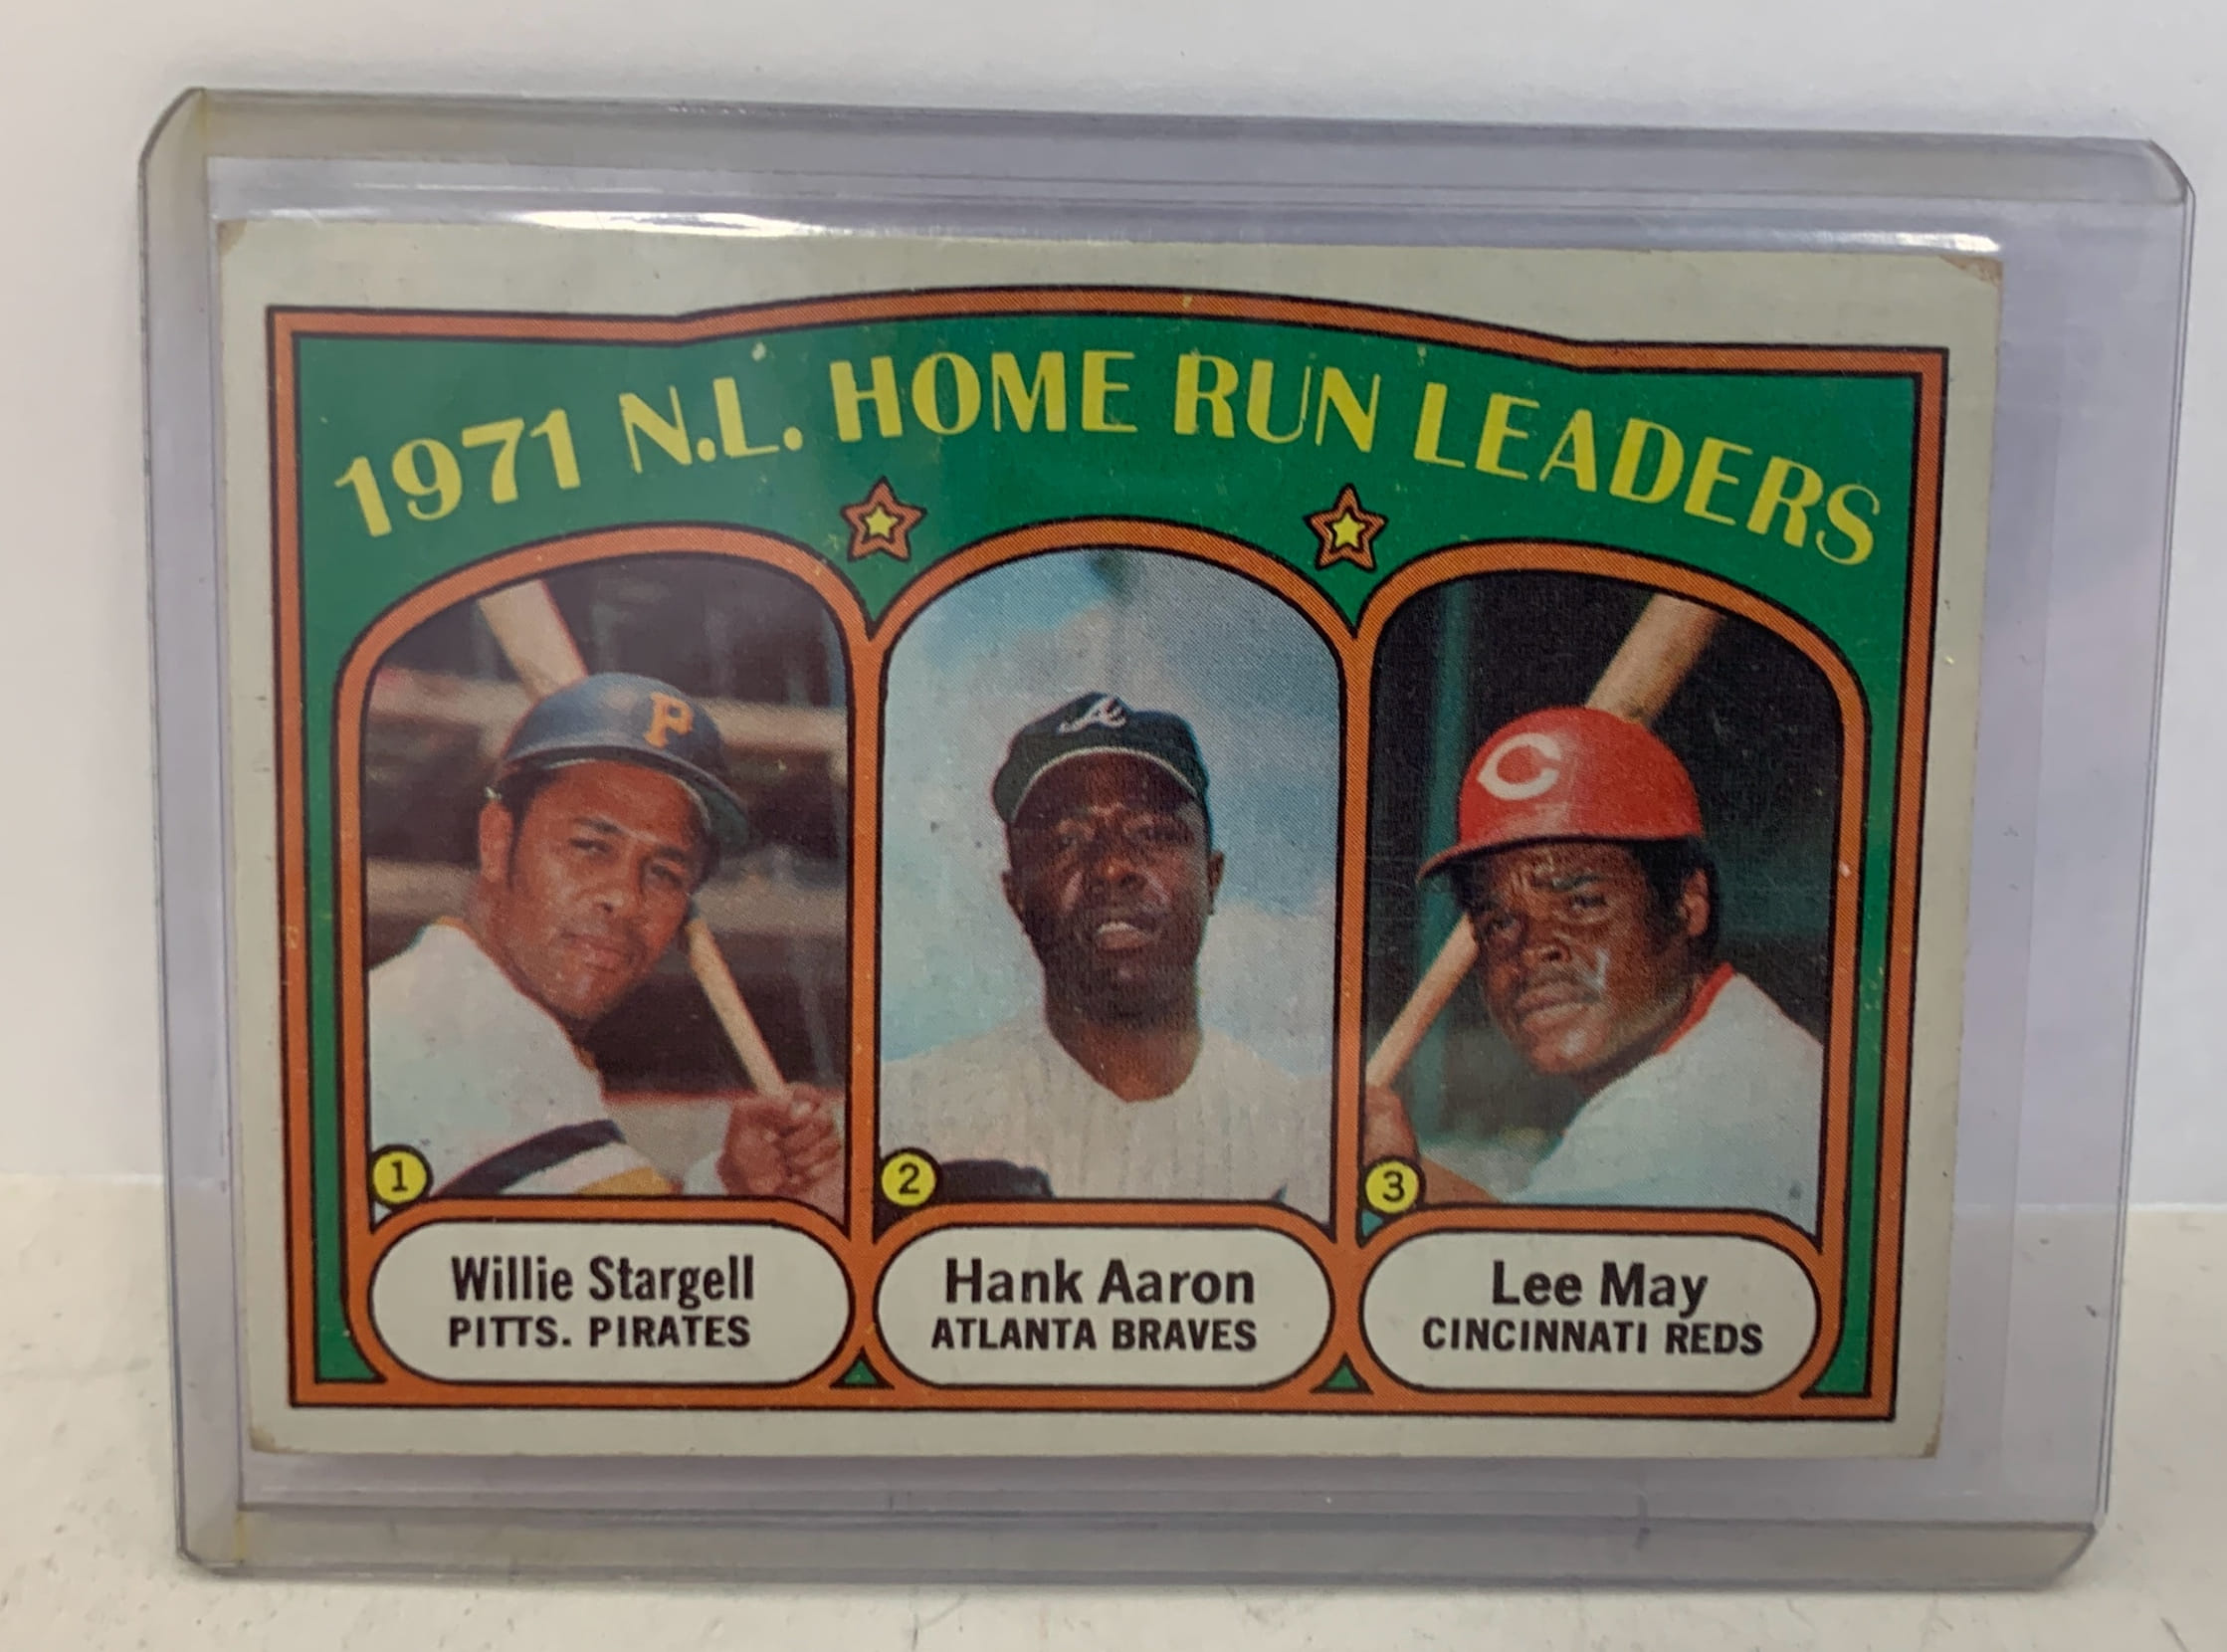 1971 N.L. HOME RUN LEADERS
P
A
C
1
2
3
Willie Stargell
PITTS. PIRATES
Hank Aaron
ATLANTA BRAVES
Lee May
CINCINNATI REDS